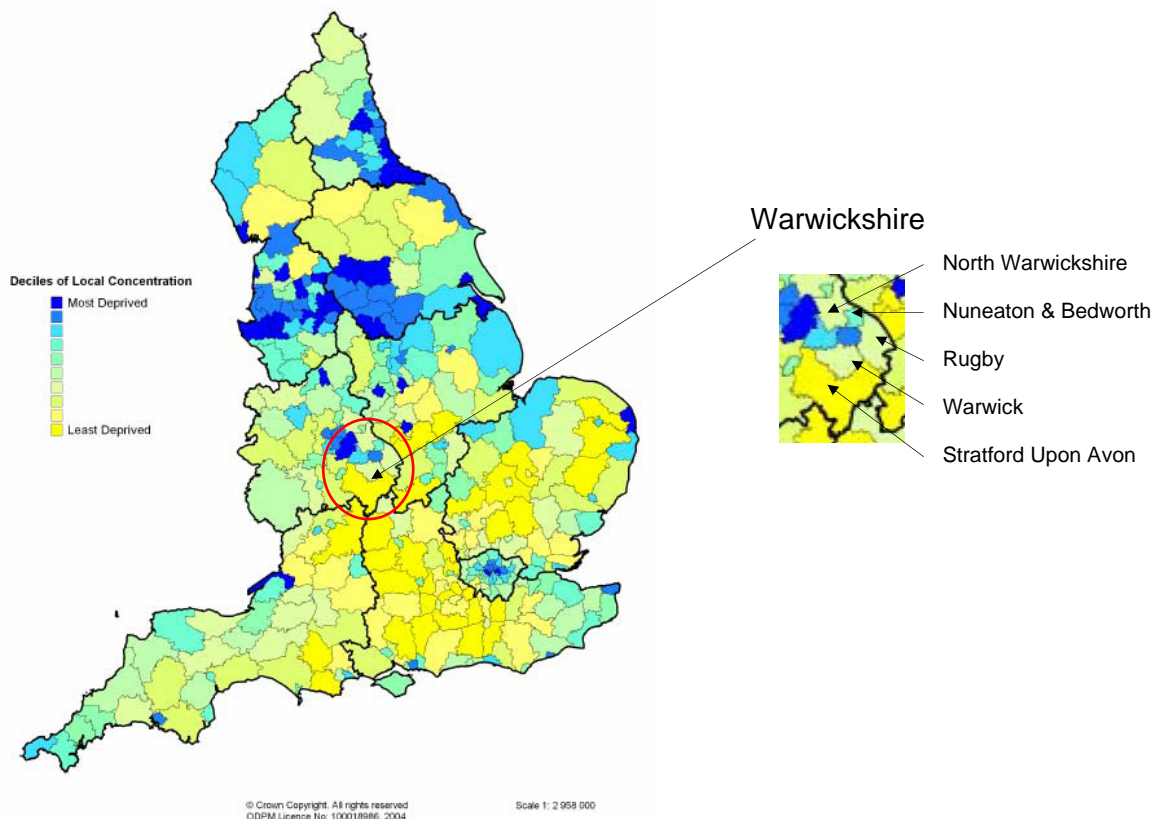 Warwickshire
North Warwickshire
Nuneaton & Bedworth
Rugby
Warwick
Stratford Upon Avon
Deciles of Local Concentration
Most Deprived
Least Deprived
© Crown Copyright. All rights reserved
ODPM Licence No: 100018986, 2004
Scale 1: 2 958 000